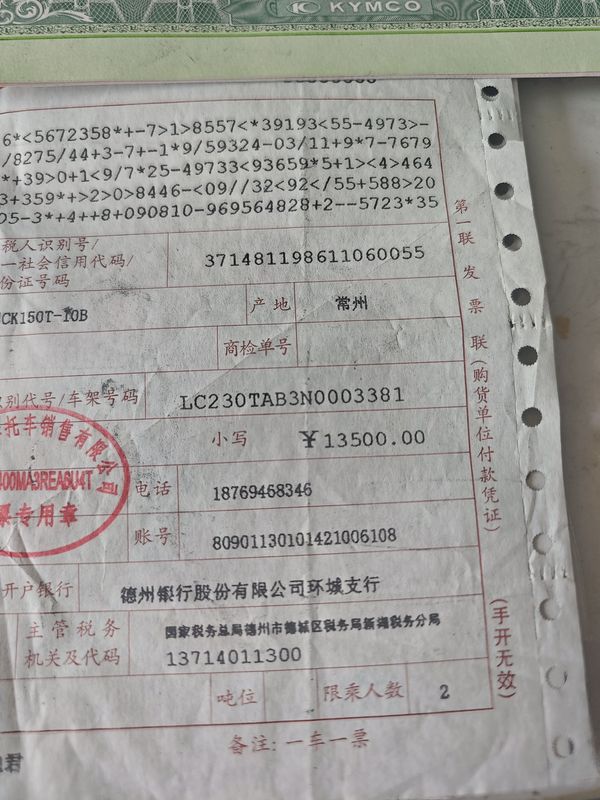 KYMCO
6*<5672358*+-7>1>8557<*39193<55-4973>-
/8275/44+3-7+-1*9/59324-03/11+9*7-7679
*+39>0+1<9/7*25-49733<93659*5+1><4>464
3+359*+>2>0>8446-<09//32<92</55+588>20
05-3*+4++8+090810-969564828+2--5723*35
税人识别号/
一社会信用代码/
份证号码
371481198611060055
CK150T-10B
产地
常州
商检单号
识别代号/车架号码
LC230TAB3N0003381
托车销售有限公司
小写
￥13500.00
400MA3REA6U4T
票专用章
电话
18769468346
账号
80901130101421006108
开户银行
德州银行股份有限公司环城支行
主管税务
机关及代码
国家税务总局德州市德城区税务局新湖税务分局
13714011300
吨位
限乘人数
2
备注:一车一票
君
第一联 发票联(购货单位付款凭证)
(手开无效)